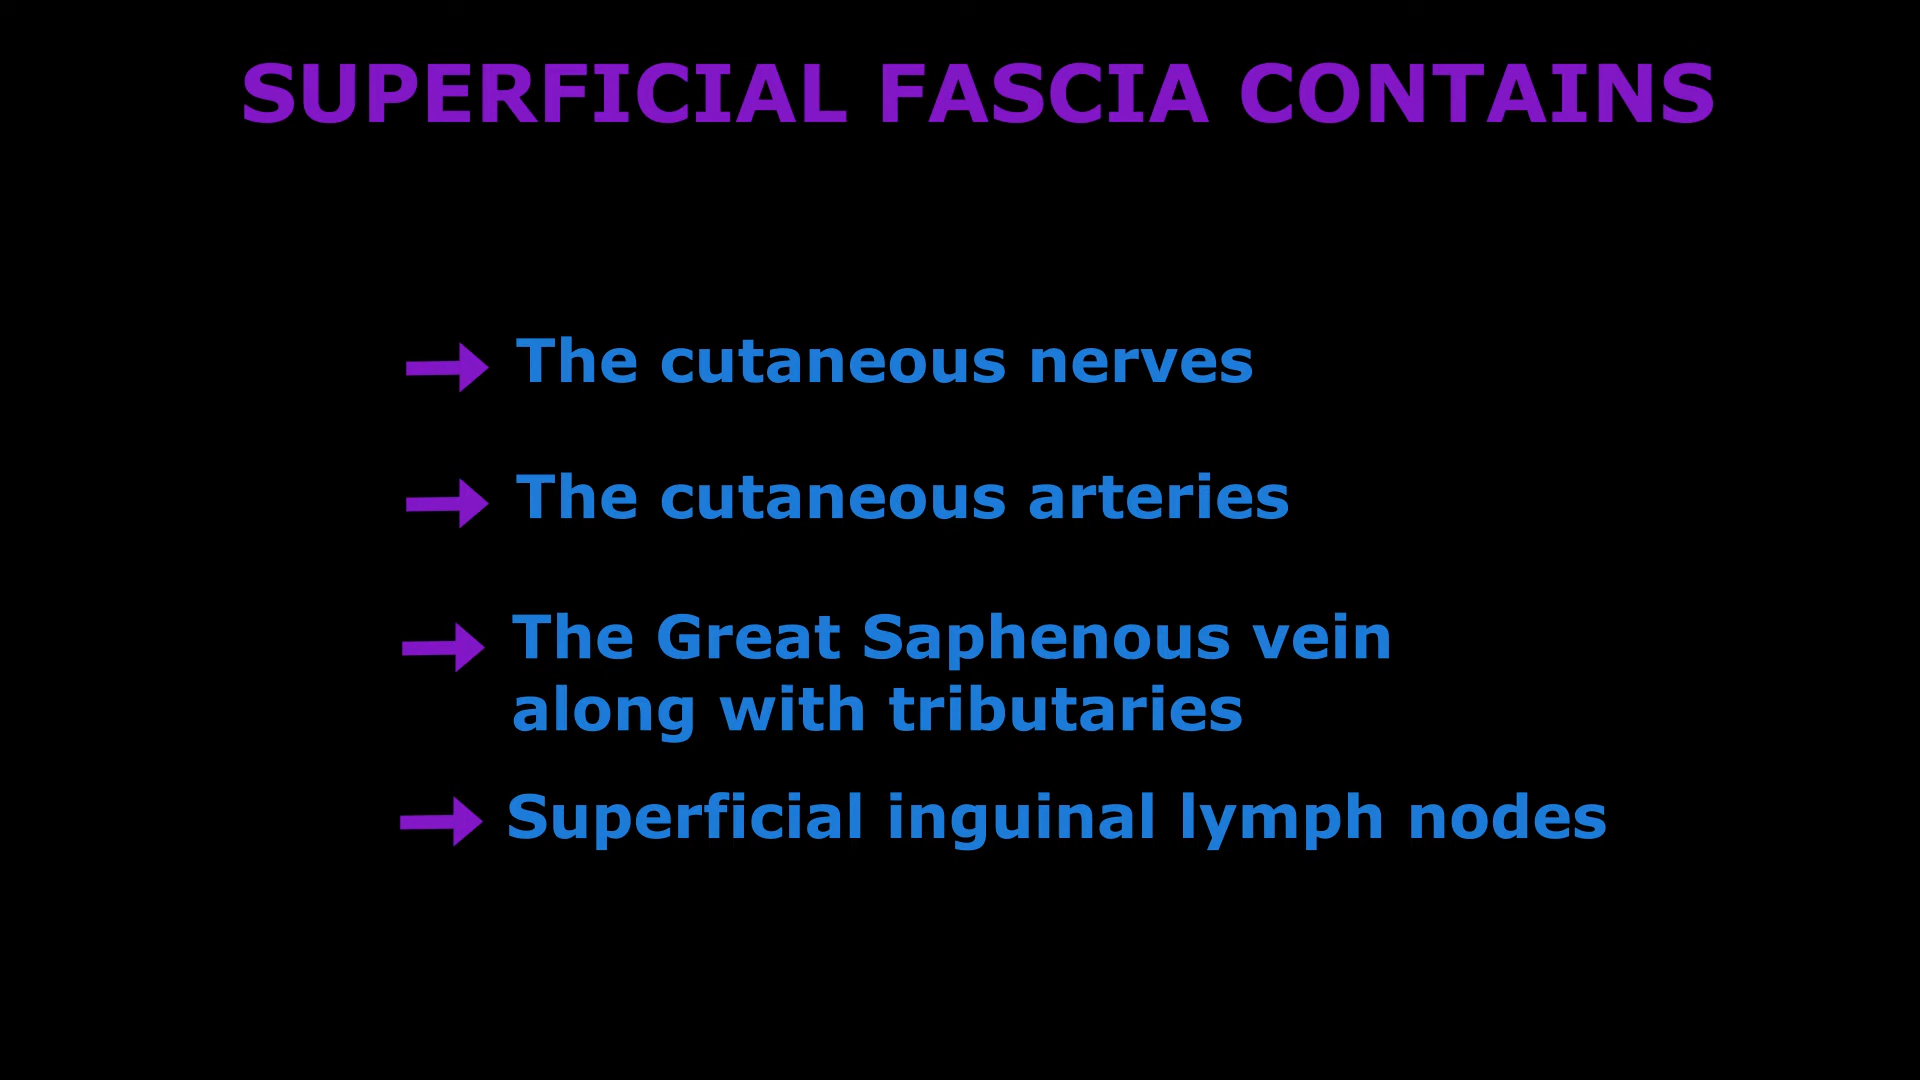 SUPERFICIAL FASCIA CONTAINS
The cutaneous nerves
The cutaneous arteries
The Great Saphenous vein
along with tributaries
Superficial inguinal lymph nodes